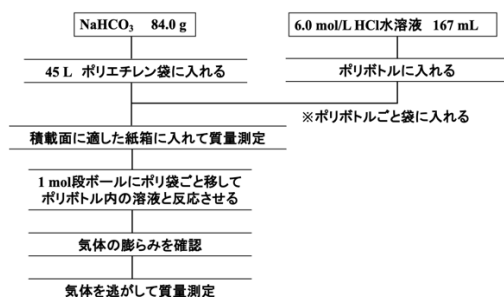 NaHCO₃ 84.0 g
6.0 mol/L HCl水溶液 167 mL
45 L ポリエチレン袋に入れる
ポリボトルに入れる
※ポリボトルごと袋に入れる
積載面に適した紙箱に入れて質量測定
1 mol段ボールにポリ袋ごと移して
ポリボトル内の溶液と反応させる
気体の膨らみを確認
気体を逃がして質量測定